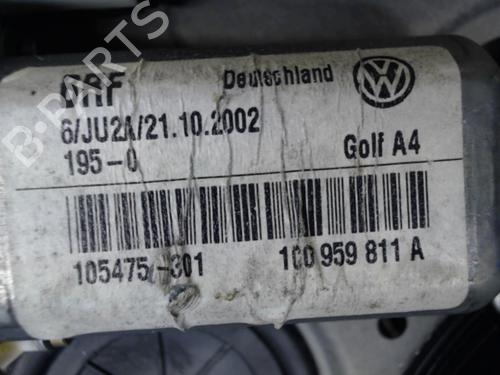 B-PARTS
Deutschland
6/JU2A/21.10.2002
195-0
Golf A4
105475-301
1C0 959 811 A